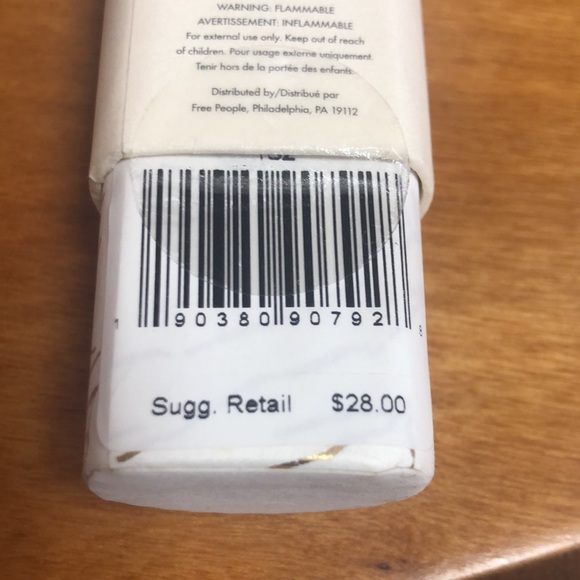 WARNING: FLAMMABLE
AVERTISSEMENT: INFLAMMABLE
For external use only. Keep out of reach
of children. Pour usage externe uniquement.
Tenir hors de la portée des enfants.
Distributed by/Distribué par
Free People, Philadelphia, PA 19112
1 90380 90792 8
Sugg. Retail $28.00